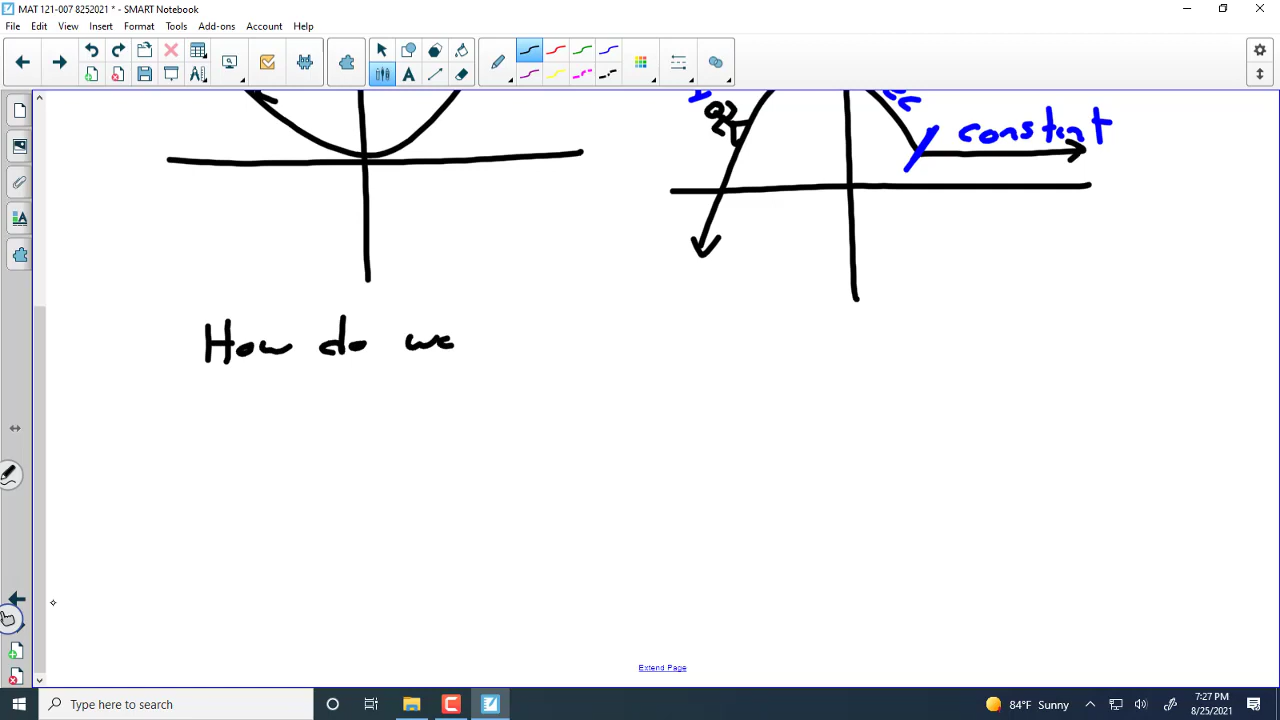 MAT 121-007 8252021 * - SMART Notebook
File Edit View Insert Format Tools Add-ons Account Help
constant
How do we
Extend Page
Type here to search
84°F Sunny
7:27 PM
8/25/2021